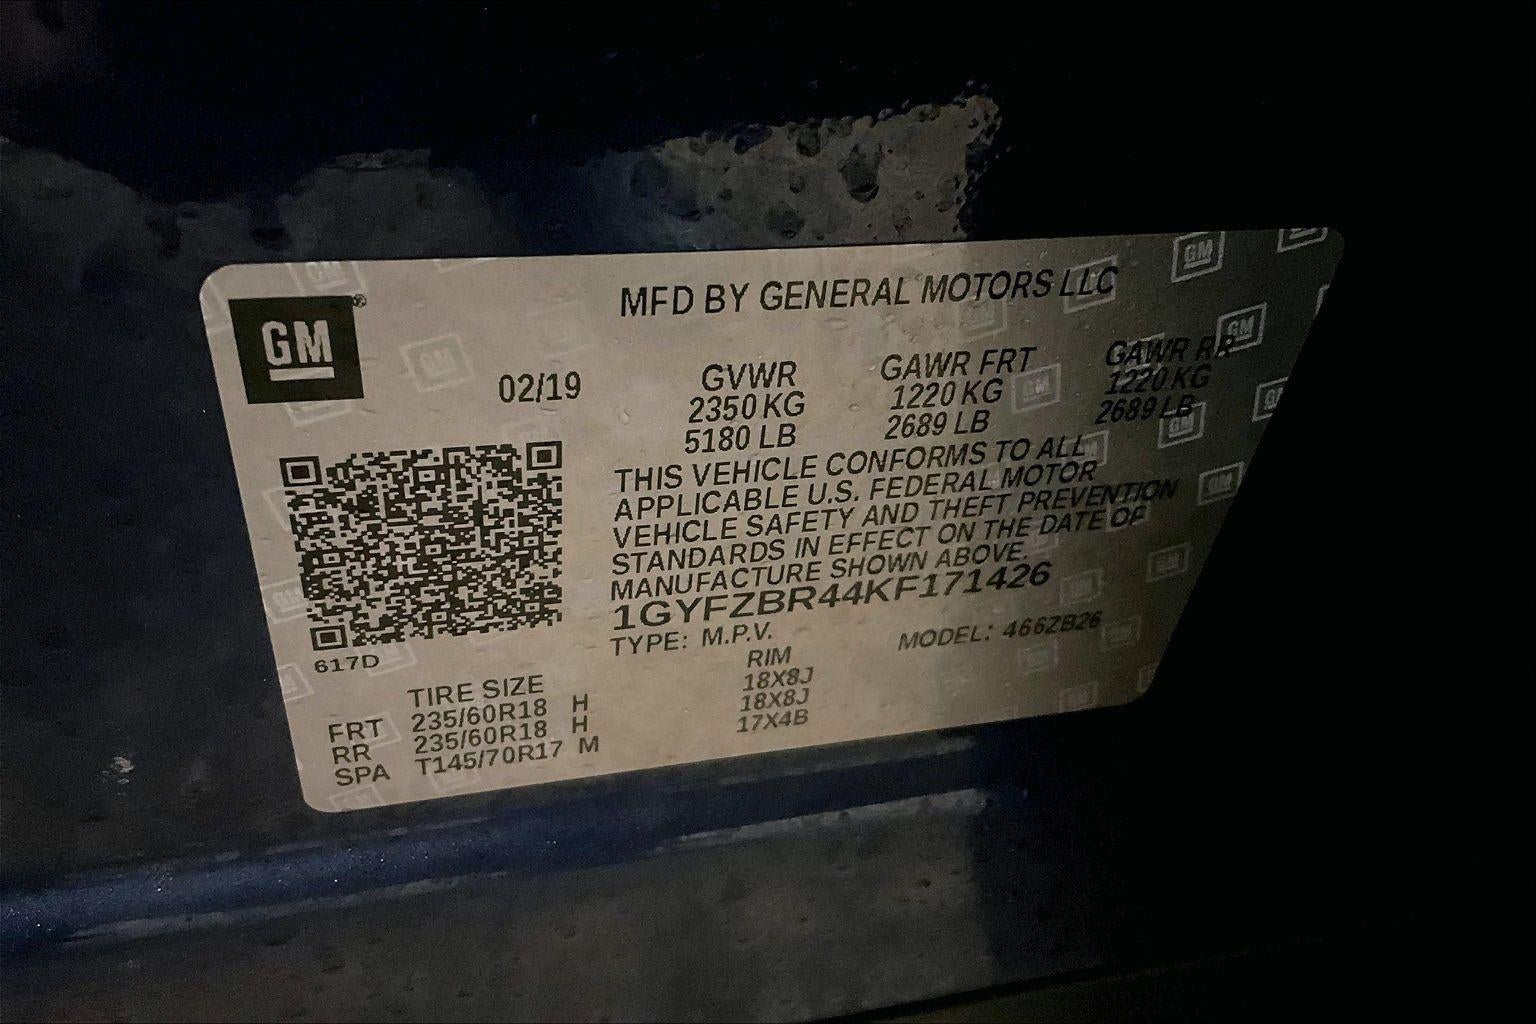 GM
MFD BY GENERAL MOTORS LLC
02/19
GVWR GAWR FRT GAWR RR
2350 KG 1220 KG 1220 KG
5180 LB 2689 LB 2689 LB
THIS VEHICLE CONFORMS TO ALL
APPLICABLE U.S. FEDERAL MOTOR
VEHICLE SAFETY AND THEFT PREVENTION
STANDARDS IN EFFECT ON THE DATE OF
MANUFACTURE SHOWN ABOVE.
1GYFZBR44KF171426
TYPE: M.P.V. MODEL: 466ZB26
617D
TIRE SIZE RIM
FRT 235/60R18 H 18X8J
RR 235/60R18 H 18X8J
SPA T145/70R17 M 17X4B